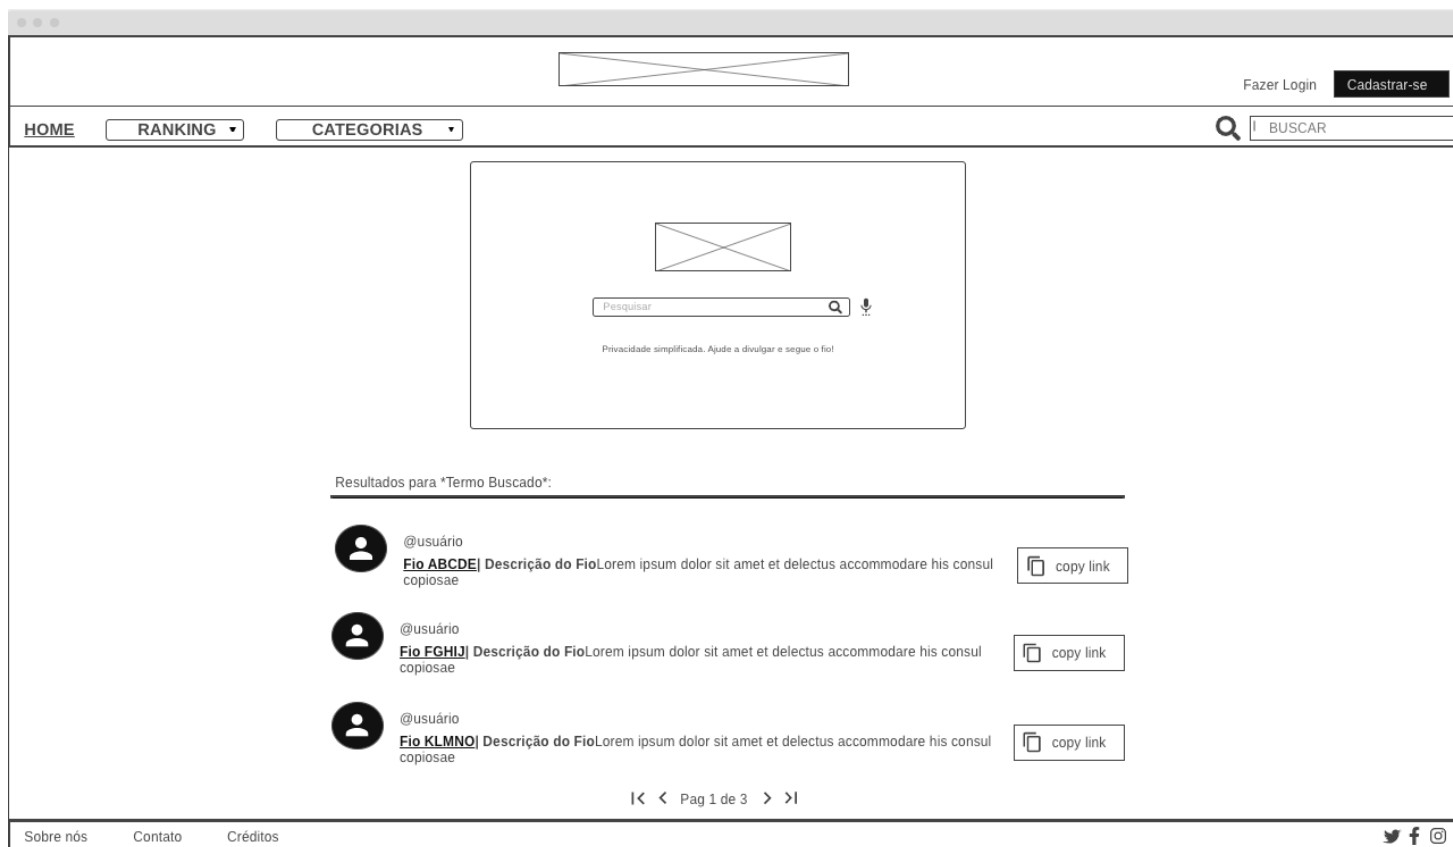 Fazer Login
Cadastrar-se
HOME
RANKING
CATEGORIAS
BUSCAR
Pesquisar
Privacidade simplificada. Ajude a divulgar e segue o fio!
Resultados para *Termo Buscado*:
@usuário
Fio ABCDE| Descrição do FioLorem ipsum dolor sit amet et delectus accommodare his consul
copiosae
copy link
@usuário
Fio FGHIJ| Descrição do FioLorem ipsum dolor sit amet et delectus accommodare his consul
copiosae
copy link
@usuário
Fio KLMNO| Descrição do FioLorem ipsum dolor sit amet et delectus accommodare his consul
copiosae
copy link
Pag 1 de 3
Sobre nós
Contato
Créditos